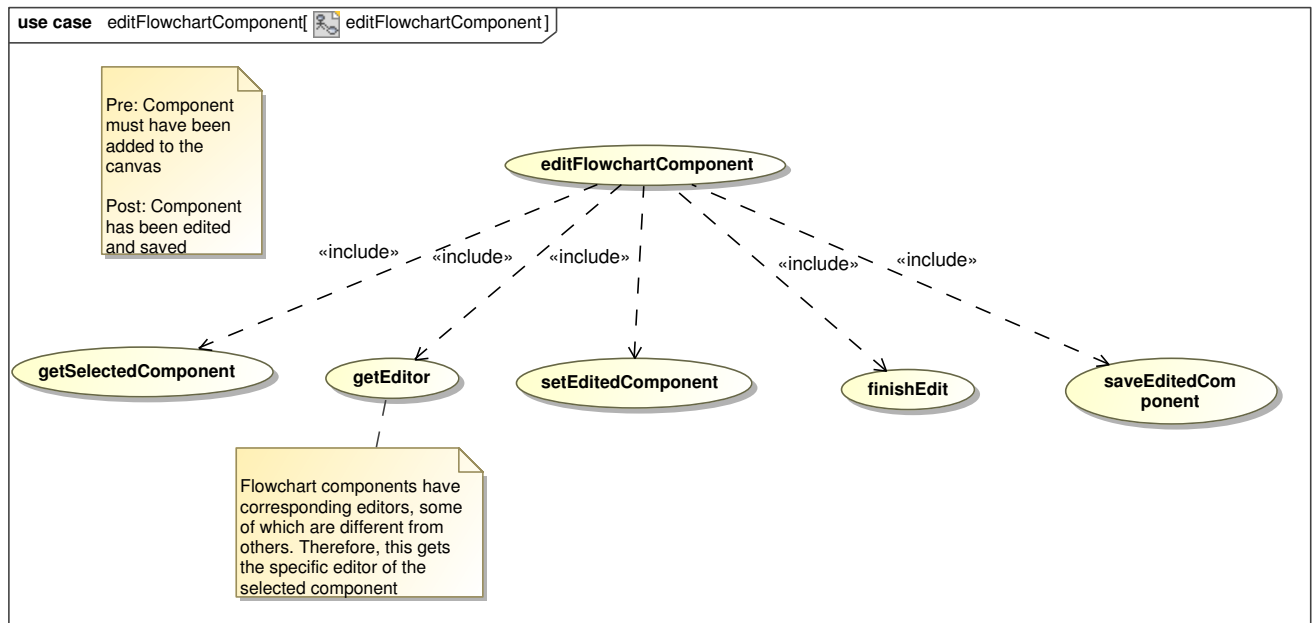 use case editFlowchartComponent[ editFlowchartComponent ]
Pre: Component
must have been
added to the
canvas
Post: Component
has been edited
and saved
editFlowchartComponent
«include»
«include»
«include»
«include»
«include»
getSelectedComponent
getEditor
setEditedComponent
finishEdit
saveEditedCom
ponent
Flowchart components have
corresponding editors, some
of which are different from
others. Therefore, this gets
the specific editor of the
selected component